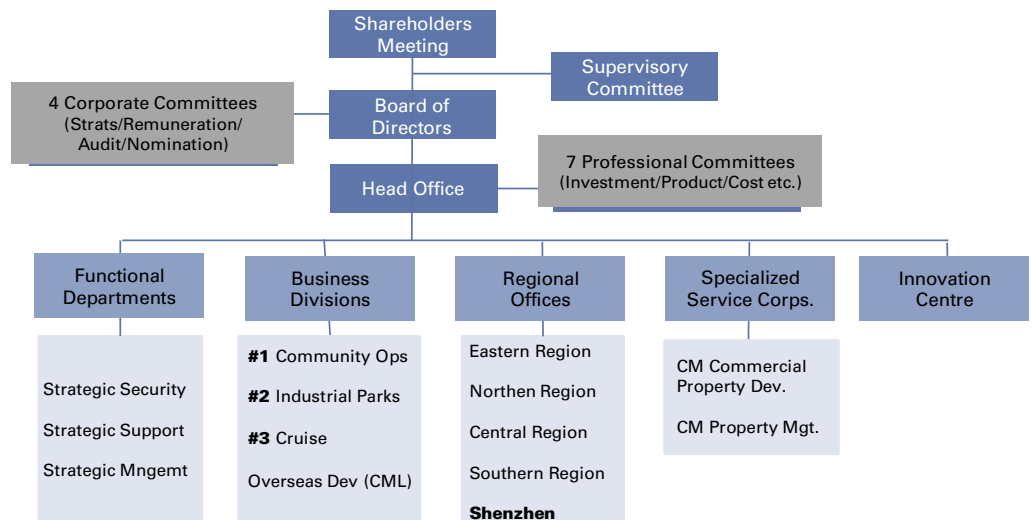 Shareholders
Meeting
Supervisory
Committee
4 Corporate Committees
(Strats/Remuneration/
Audit/Nomination)
Board of
Directors
7 Professional Committees
(Investment/Product/Cost etc.)
Head Office
Functional
Departments
Business
Divisions
Regional
Offices
Specialized
Service Corps.
Innovation
Centre
Strategic Security
Strategic Support
Strategic Mngemt
#1 Community Ops
#2 Industrial Parks
#3 Cruise
Overseas Dev (CML)
Eastern Region
Northen Region
Central Region
Southern Region
Shenzhen
CM Commercial
Property Dev.
CM Property Mgt.